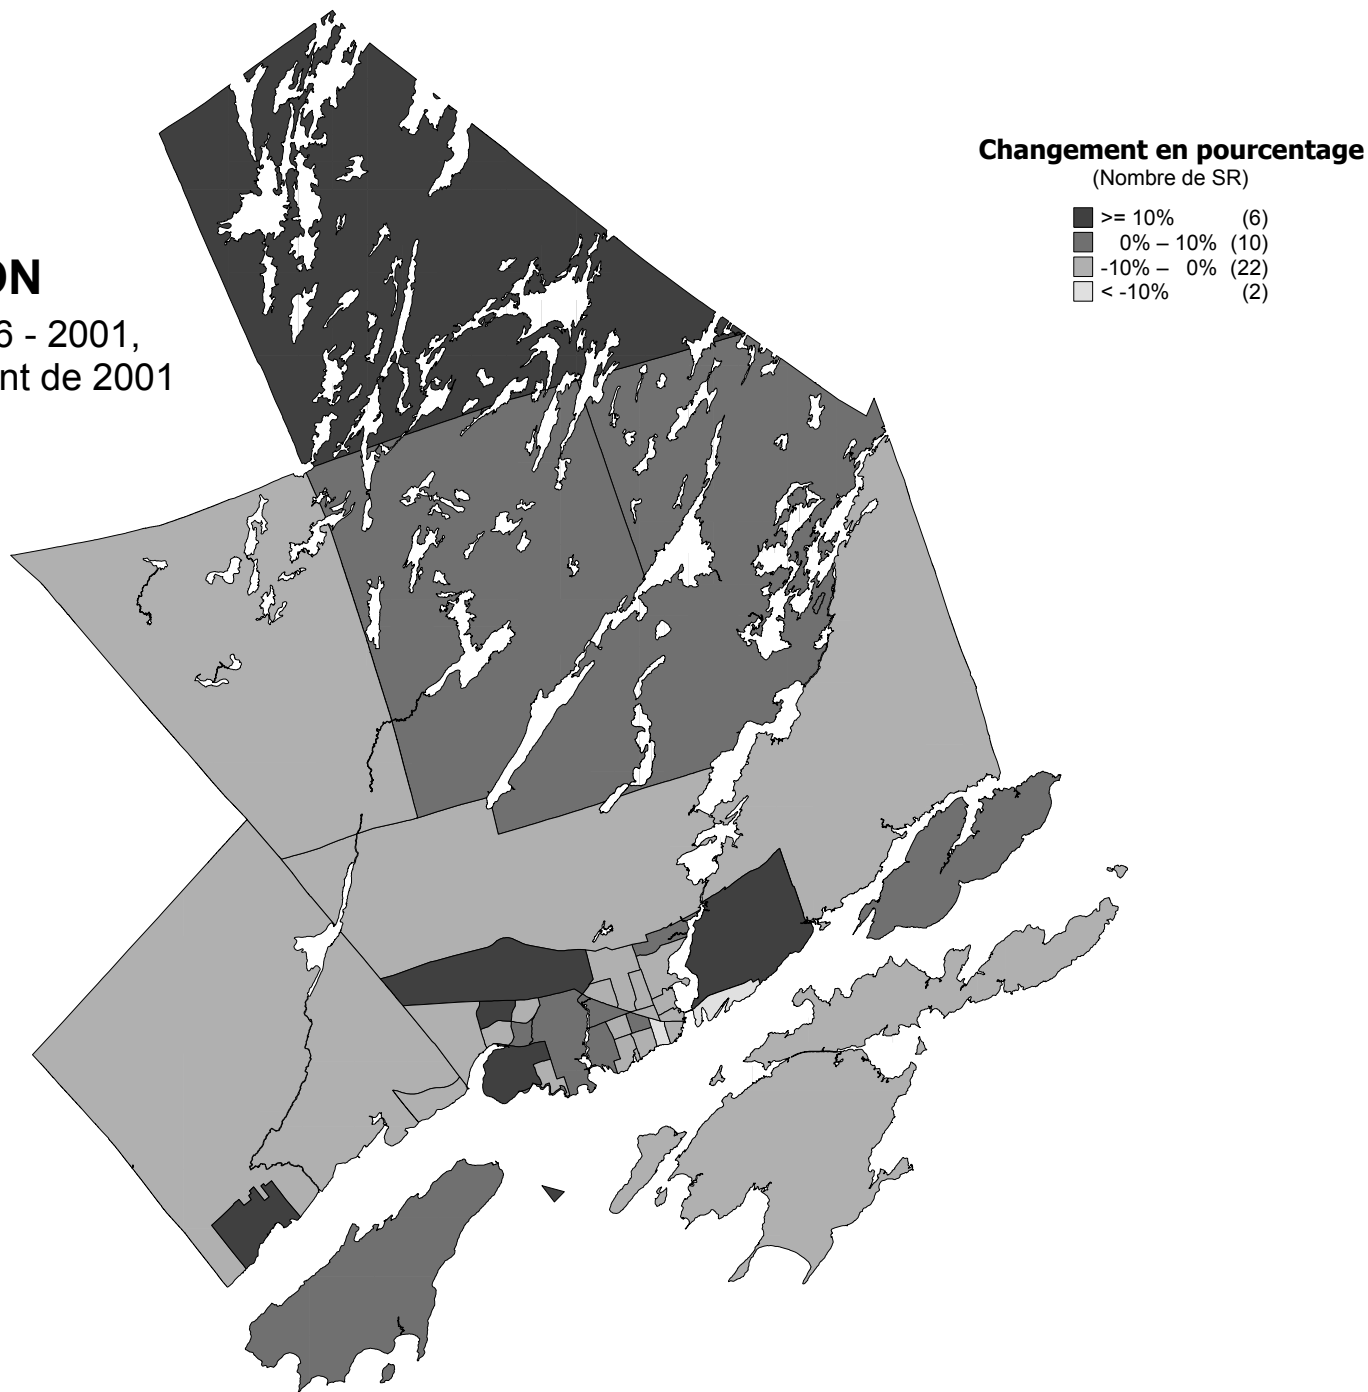 ON
6 - 2001,
nt de 2001
Changement en pourcentage
(Nombre de SR)
>= 10% (6)
0% – 10% (10)
-10% – 0% (22)
< -10% (2)